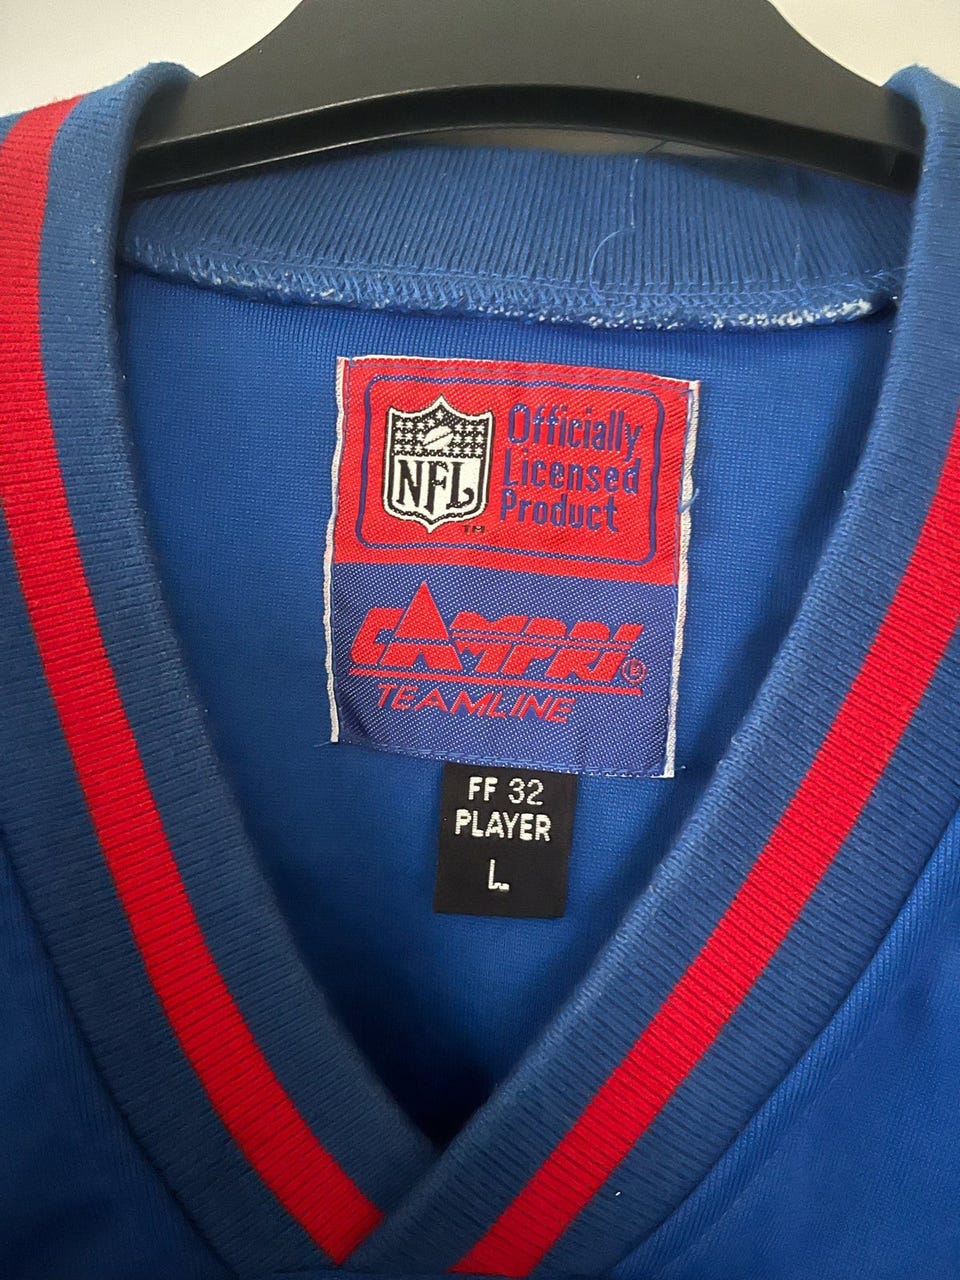 Officially
NFL Licensed
Product
TM
CAMPRI ®
TEAMLINE
FF 32
PLAYER
L